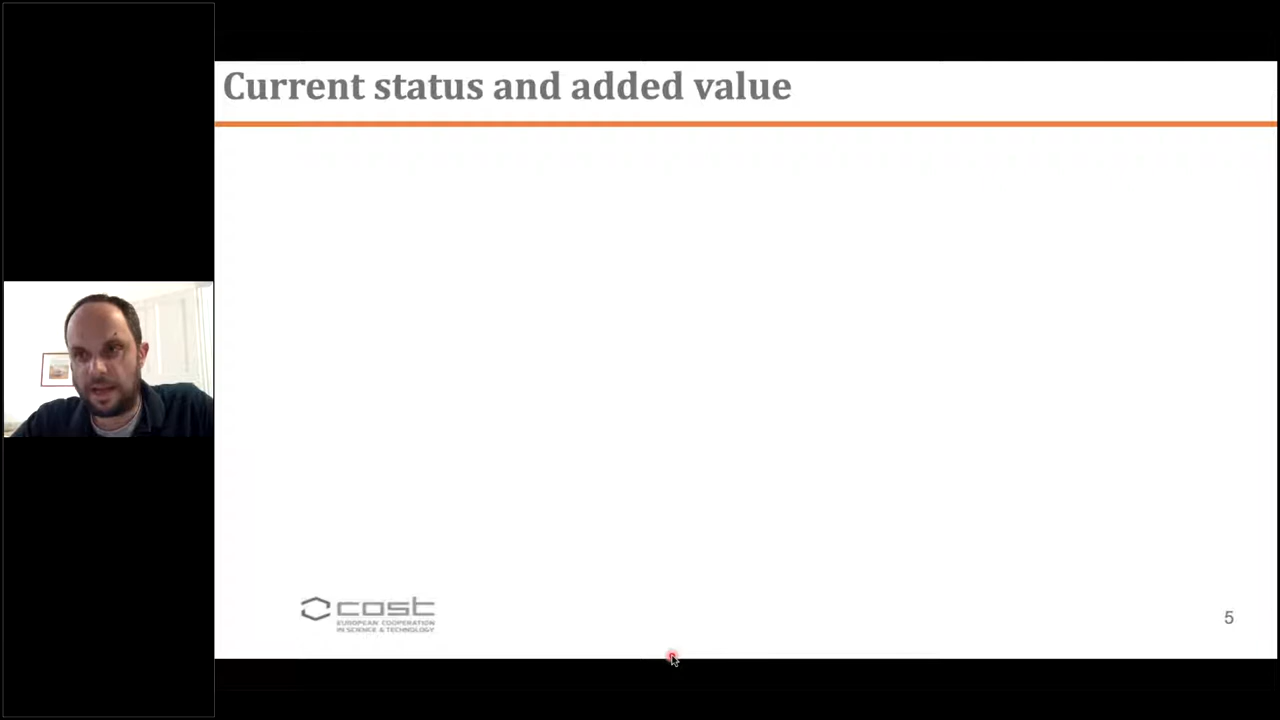 Current status and added value
cost
EUROPEAN COOPERATION
IN SCIENCE & TECHNOLOGY
5